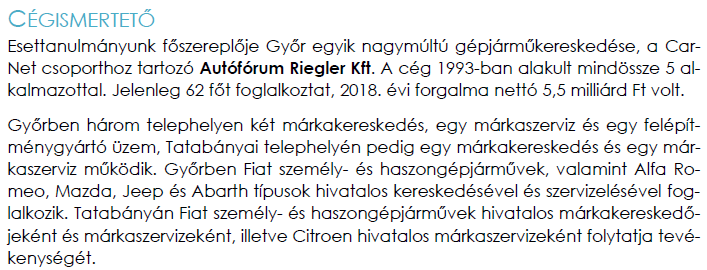 CÉGISMERTETŐ
Esettanulmányunk főszereplője Győr egyik nagymúltú gépjárműkereskedése, a Car-
Net csoporthoz tartozó Autófórum Riegler Kft. A cég 1993-ban alakult mindössze 5 al-
kalmazottal. Jelenleg 62 főt foglalkoztat, 2018. évi forgalma nettó 5,5 milliárd Ft volt.
Győrben három telephelyen két márkakereskedés, egy márkaszerviz és egy felépít-
ménygyártó üzem, Tatabányai telephelyén pedig egy márkakereskedés és egy már-
kaszerviz működik. Győrben Fiat személy- és haszongépjárművek, valamint Alfa Ro-
meo, Mazda, Jeep és Abarth típusok hivatalos kereskedésével és szervizelésével fog-
lalkozik. Tatabányán Fiat személy- és haszongépjárművek hivatalos márkakereskedő-
jeként és márkaszervizeként, illetve Citroen hivatalos márkaszervizeként folytatja tevé-
kenységét.